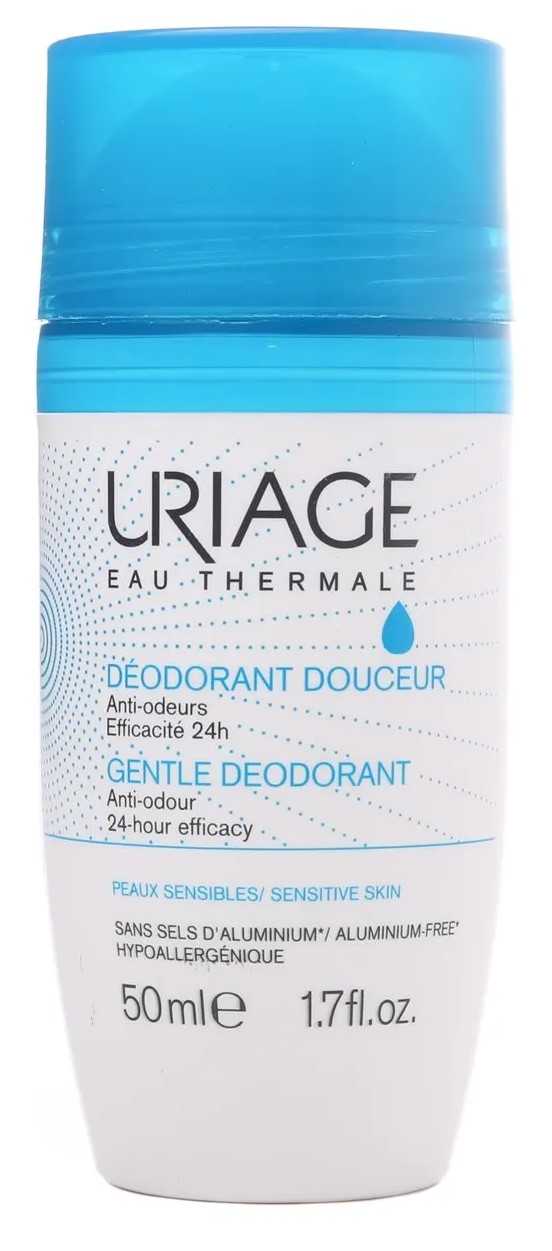 URIAGE
EAU THERMALE
DÉODORANT DOUCEUR
Anti-odeurs
Efficacité 24h
GENTLE DEODORANT
Anti-odour
24-hour efficacy
PEAUX SENSIBLES/ SENSITIVE SKIN
SANS SELS D'ALUMINIUM*/ ALUMINIUM-FREE*
HYPOALLERGÉNIQUE
50ml℮ 1.7fl.oz.